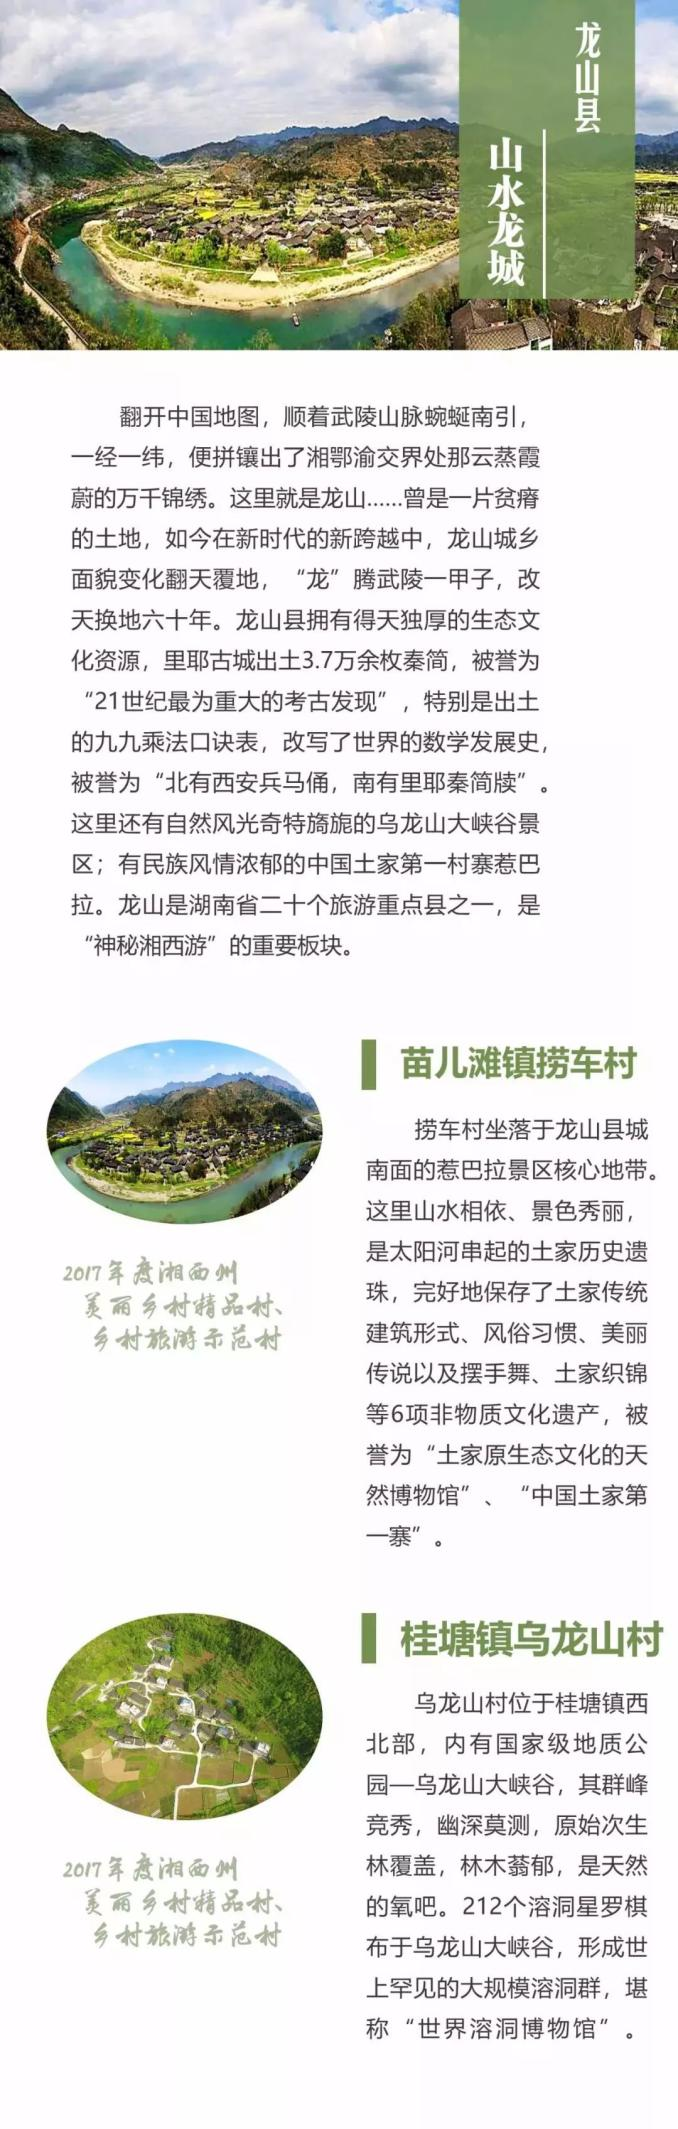 龙山县
山水龙城
翻开中国地图，顺着武陵山脉蜿蜒南引，
一经一纬，便拼镶出了湘鄂渝交界处那云蒸霞
蔚的万千锦绣。这里就是龙山......曾是一片贫瘠
的土地，如今在新时代的新跨越中，龙山城乡
面貌变化翻天覆地，“龙”腾武陵一甲子，改
天换地六十年。龙山县拥有得天独厚的生态文
化资源，里耶古城出土3.7万余枚秦简，被誉为
“21世纪最为重大的考古发现”，特别是出土
的九九乘法口诀表，改写了世界的数学发展史，
被誉为“北有西安兵马俑，南有里耶秦简牍”。
这里还有自然风光奇特旖旎的乌龙山大峡谷景
区；有民族风情浓郁的中国土家第一村寨惹巴
拉。龙山是湖南省二十个旅游重点县之一，是
“神秘湘西游”的重要板块。
苗儿滩镇捞车村
捞车村坐落于龙山县城
南面的惹巴拉景区核心地带。
这里山水相依、景色秀丽，
是太阳河串起的土家历史遗
珠，完好地保存了土家传统
建筑形式、风俗习惯、美丽
传说以及摆手舞、土家织锦
等6项非物质文化遗产，被
誉为“土家原生态文化的天
然博物馆”、“中国土家第
一寨”。
2017年度湘西州
美丽乡村精品村、
乡村旅游示范村
桂塘镇乌龙山村
乌龙山村位于桂塘镇西
北部，内有国家级地质公
园—乌龙山大峡谷，其群峰
竞秀，幽深莫测，原始次生
林覆盖，林木蓊郁，是天然
的氧吧。212个溶洞星罗棋
布于乌龙山大峡谷，形成世
上罕见的大规模溶洞群，堪
称“世界溶洞博物馆”。
2017年度湘西州
美丽乡村精品村、
乡村旅游示范村